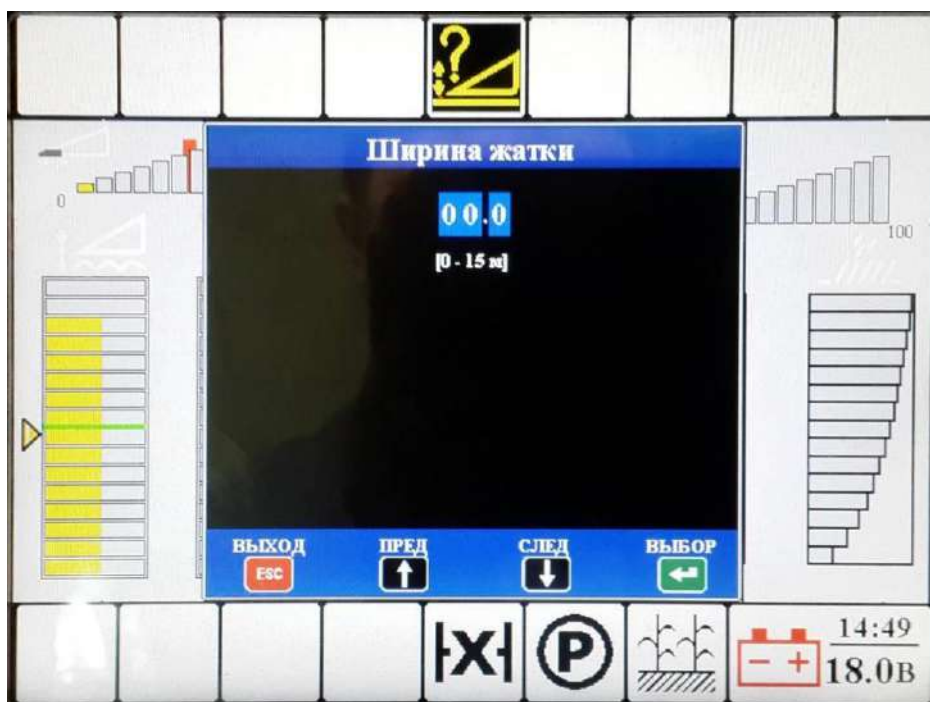 ?
Ширина жатки
00.0
[0 - 15 м]
0
100
ВЫХОД ПРЕД СЛЕД ВЫБОР
ESC
P
14:49
- +
18.0В